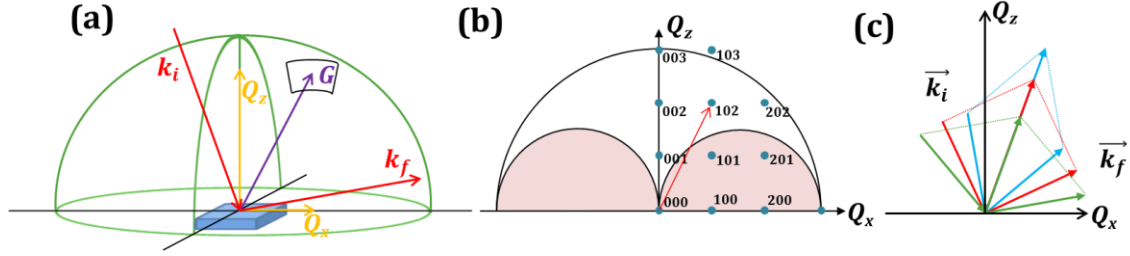 (a)
k_i
Q_z
G
k_f
Q_x
(b)
Q_z
003
103
002
102
202
001
101
201
000
100
200
Q_x
(c)
Q_z
k_i
k_f
Q_x